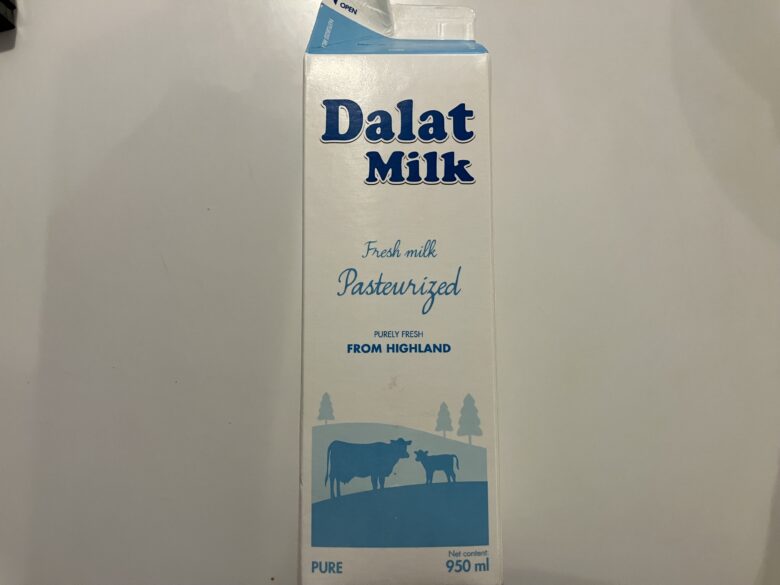 OPEN
Dalat
Milk
Fresh milk
Pasteurized
PURELY FRESH
FROM HIGHLAND
Net content:
PURE 950 ml